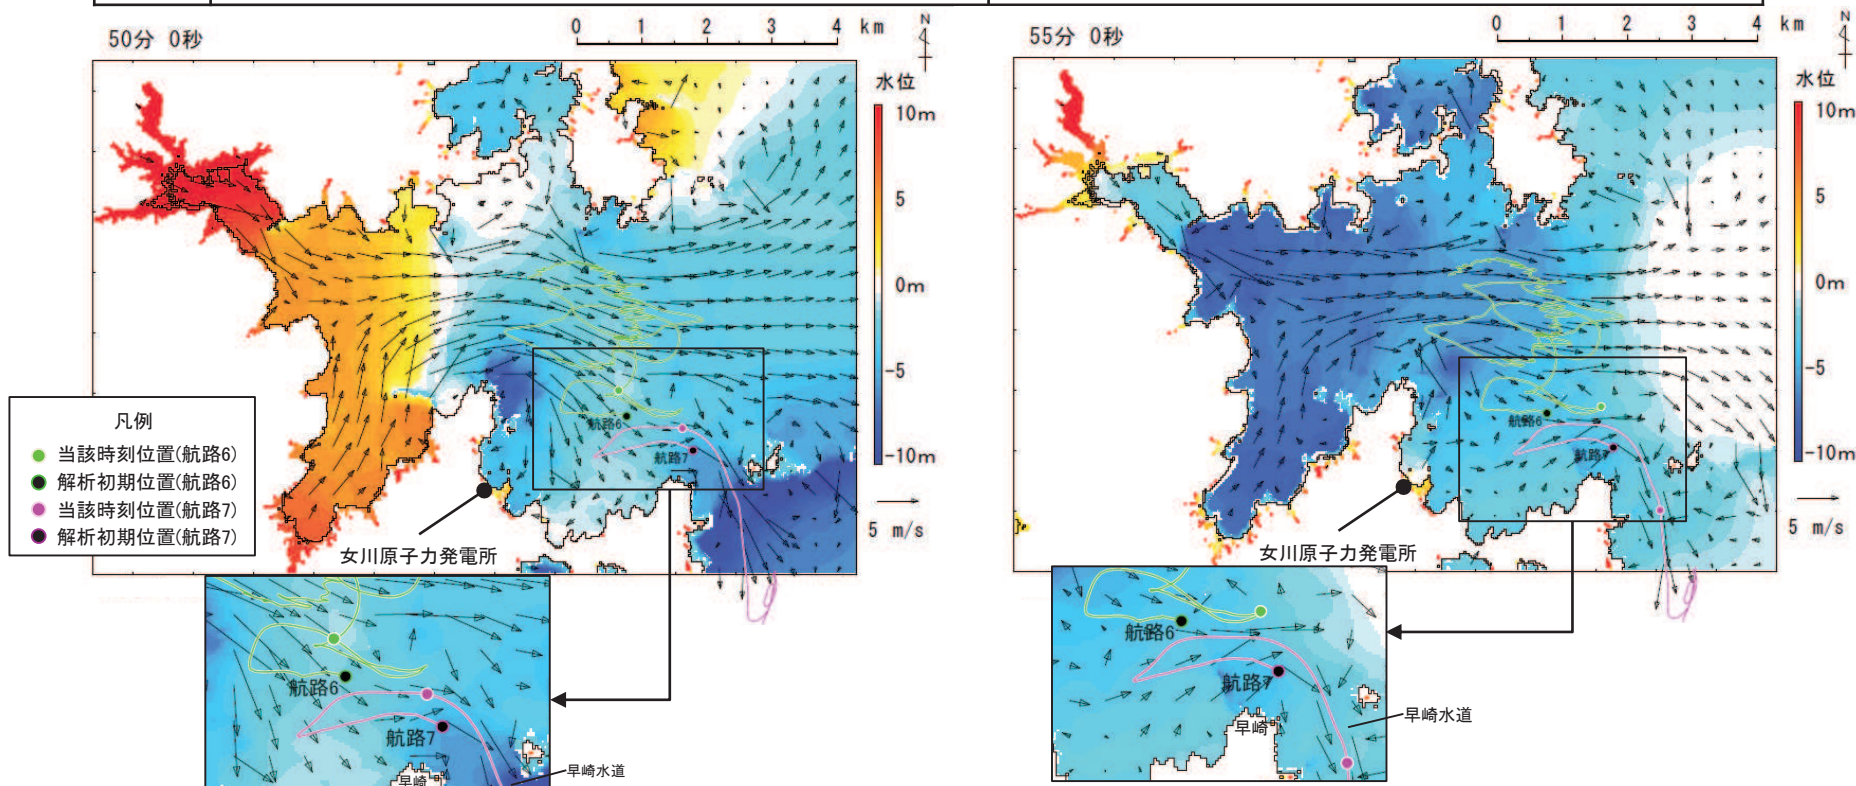 50分 0秒
0 1 2 3 4 km
N
水位
10m
5
0m
-5
-10m
5 m/s
航路6
航路7
女川原子力発電所
凡例
当該時刻位置(航路6)
解析初期位置(航路6)
当該時刻位置(航路7)
解析初期位置(航路7)
航路6
航路7
早崎
早崎水道
55分 0秒
0 1 2 3 4 km
N
水位
10m
5
0m
-5
-10m
5 m/s
航路6
航路7
女川原子力発電所
航路6
航路7
早崎
早崎水道